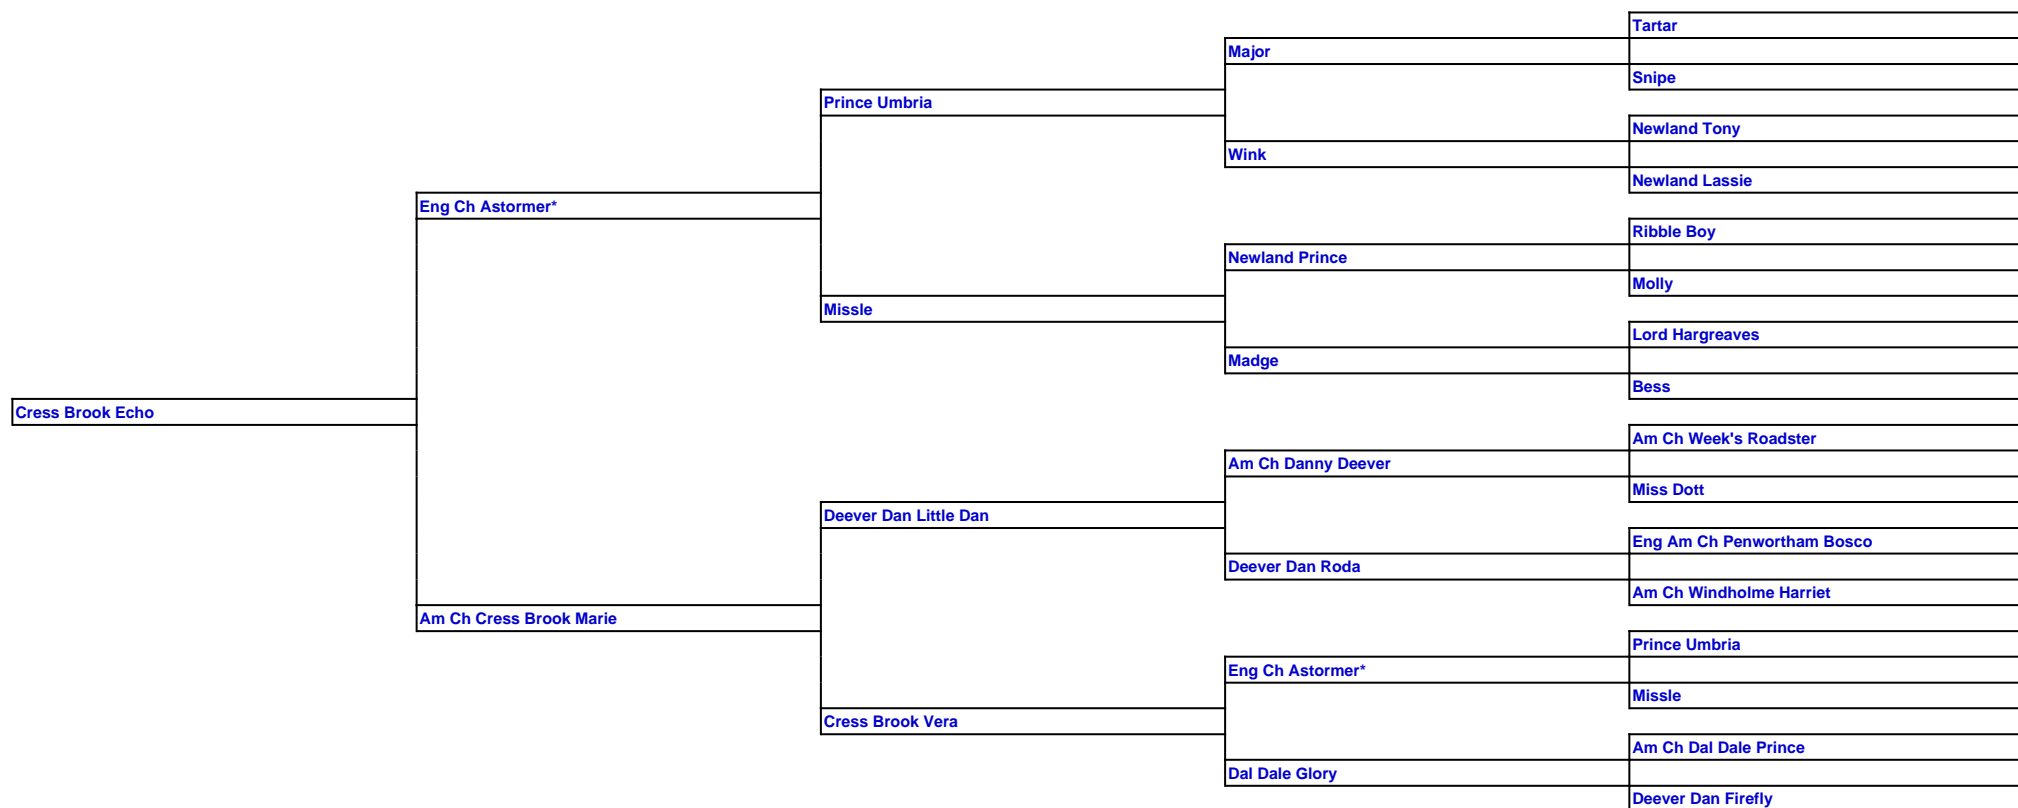 Tartar
Major
Snipe
Prince Umbria
Newland Tony
Wink
Newland Lassie
Eng Ch Astormer*
Ribble Boy
Newland Prince
Molly
Missle
Lord Hargreaves
Madge
Bess
Cress Brook Echo
Am Ch Week's Roadster
Am Ch Danny Deever
Miss Dott
Deever Dan Little Dan
Eng Am Ch Penwortham Bosco
Deever Dan Roda
Am Ch Windholme Harriet
Am Ch Cress Brook Marie
Prince Umbria
Eng Ch Astormer*
Missle
Cress Brook Vera
Am Ch Dal Dale Prince
Dal Dale Glory
Deever Dan Firefly